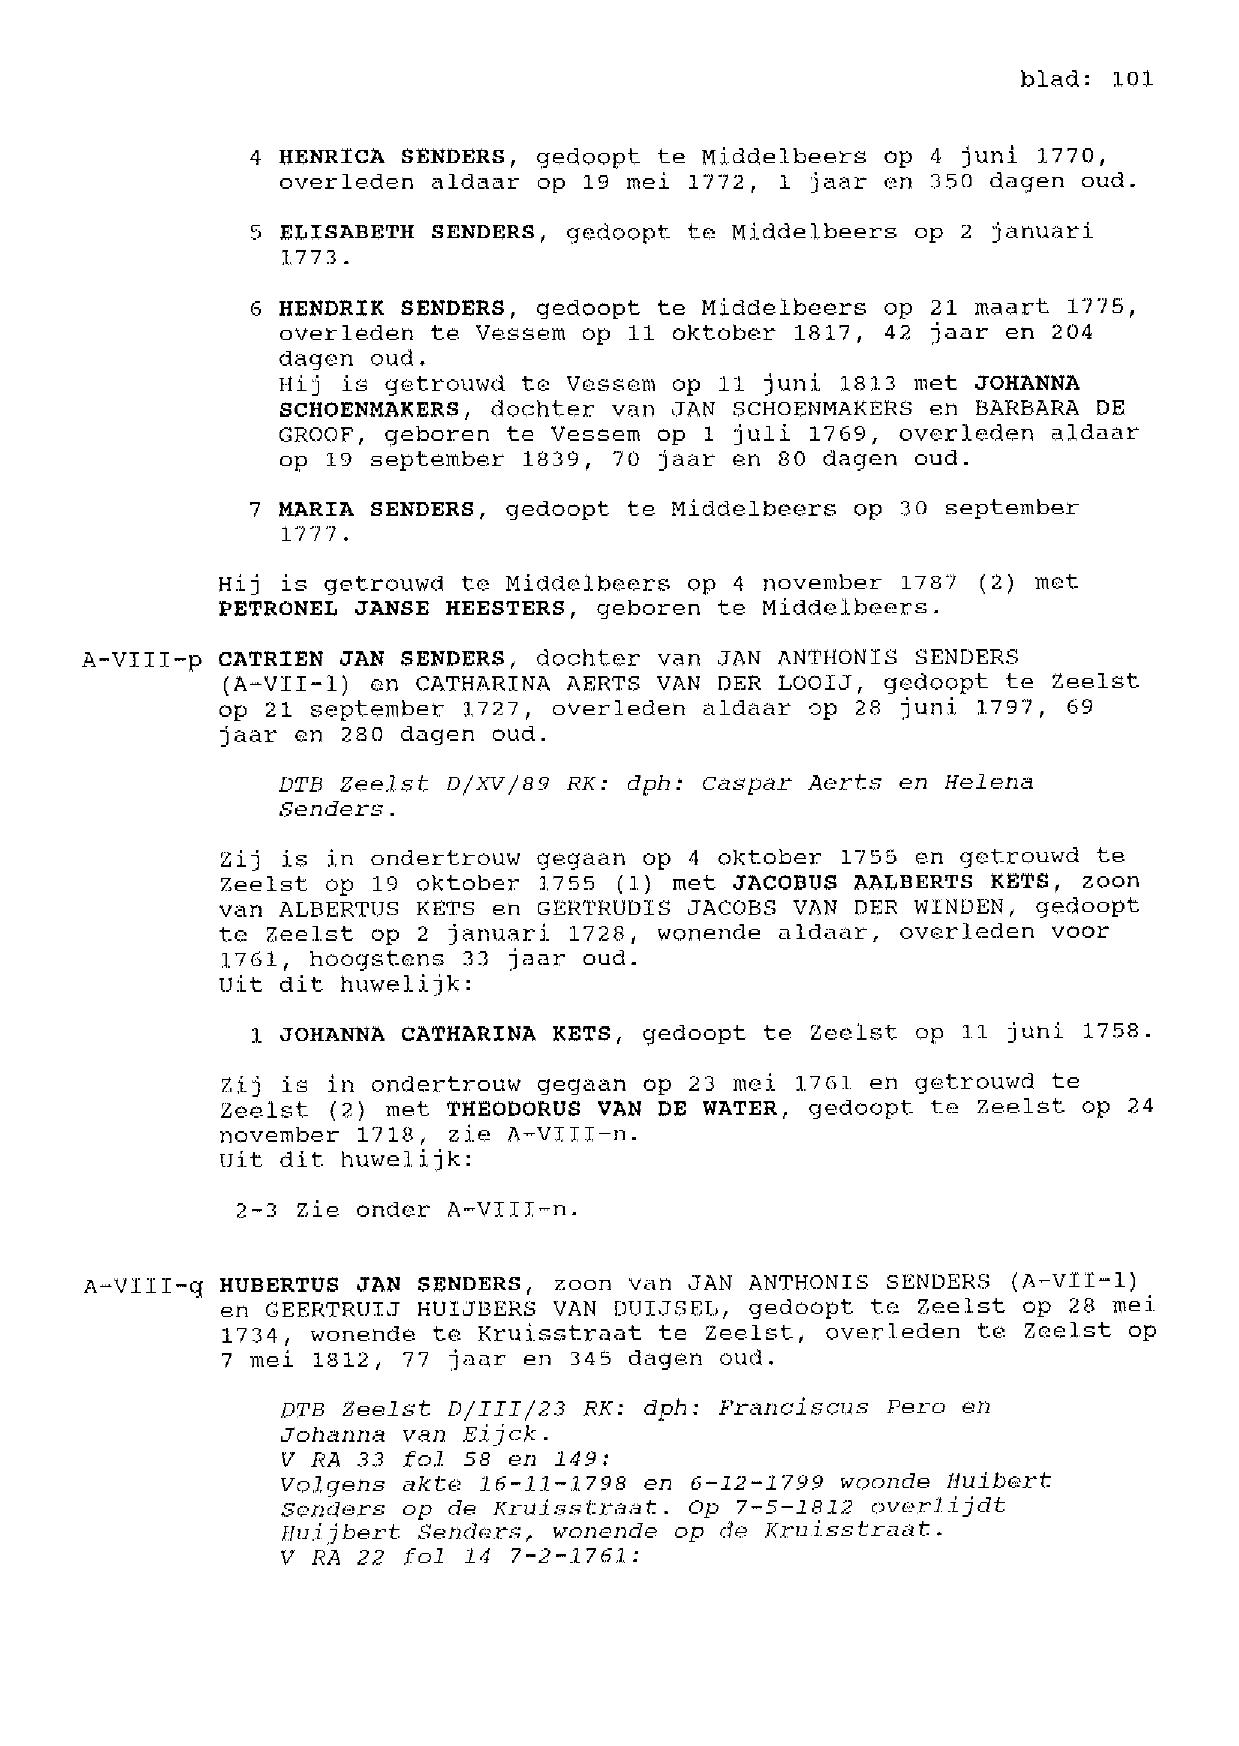 blad: 101
4 HENRICA SENDERS, gedoopt te Middelbeers op 4 juni 1770,
overleden aldaar op 19 mei 1772, 1 jaar en 350 dagen oud.
5 ELISABETH SENDERS, gedoopt te Middelbeers op 2 januari
1773.
6 HENDRIK SENDERS, gedoopt te Middelbeers op 21 maart 1775,
overleden te Vessem op 11 oktober 1817, 42 jaar en 204
dagen oud.
Hij is getrouwd te Vessem op 11 juni 1813 met JOHANNA
SCHOENMAKERS, dochter van JAN SCHOENMAKERS en BARBARA DE
GROOF, geboren te Vessem op 1 juli 1769, overleden aldaar
op 19 september 1839, 70 jaar en 80 dagen oud.
7 MARIA SENDERS, gedoopt te Middelbeers op 30 september
1777.
Hij is getrouwd te Middelbeers op 4 november 1787 (2) met
PETRONEL JANSE HEESTERS, geboren te Middelbeers.
A-VIII-p CATRIEN JAN SENDERS, dochter van JAN ANTHONIS SENDERS
(A-VII-l) en CATHARINA AERTS VAN DER LOOIJ, gedoopt te Zeelst
op 21 september 1727, overleden aldaar op 28 juni 1797, 69
jaar en 280 dagen oud.
DTB Zeelst D/XV/89 RK: dph: Caspar Aerts en Helena
Senders.
Zij is in ondertrouw gegaan op 4 oktober 1755 en getrouwd te
Zeelst op 19 oktober 1755 (1) met JACOBUS AALBERTS KETS, zoon
van ALBERTUS KETS en GERTRUDIS JACOBS VAN DER WINDEN, gedoopt
te Zeelst op 2 januari 1728, wonende aldaar, overleden voor
1761, hoogstens 33 jaar oud.
Uit dit huwelijk:
1 JOHANNA CATHARINA KETS, gedoopt te Zeelst op 11 juni 1758.
Zij is in ondertrouw gegaan op 23 mei 1761 en getrouwd te
Zeelst (2) met THEODORUS VAN DE WATER, gedoopt te Zeelst op 24
november 1718, zie A-VIII-n.
Uit dit huwelijk:
2-3 Zie onder A-VIII-n.
A-VIII-q HUBERTUS JAN SENDERS, zoon van JAN ANTHONIS SENDERS (A-VII-l)
en GEERTRUIJ HUIJBERS VAN DUIJSEL, gedoopt te Zeelst op 28 mei
1734, wonende te Kruisstraat te Zeelst, overleden te Zeelst op
7 mei 1812, 77 jaar en 345 dagen oud.
DTB Zeelst D/III/23 RK: dph: Franciscus Pero en
Johanna van Eijck.
V RA 33 fol 58 en 149:
Volgens akte 16-11-1798 en 6-12-1799 woonde Huibert
Senders op de Kruisstraat. Op 7-5-1812 overlijdt
Huijbert Senders, wonende op de Kruisstraat.
V RA 22 fol 14 7-2-1761: